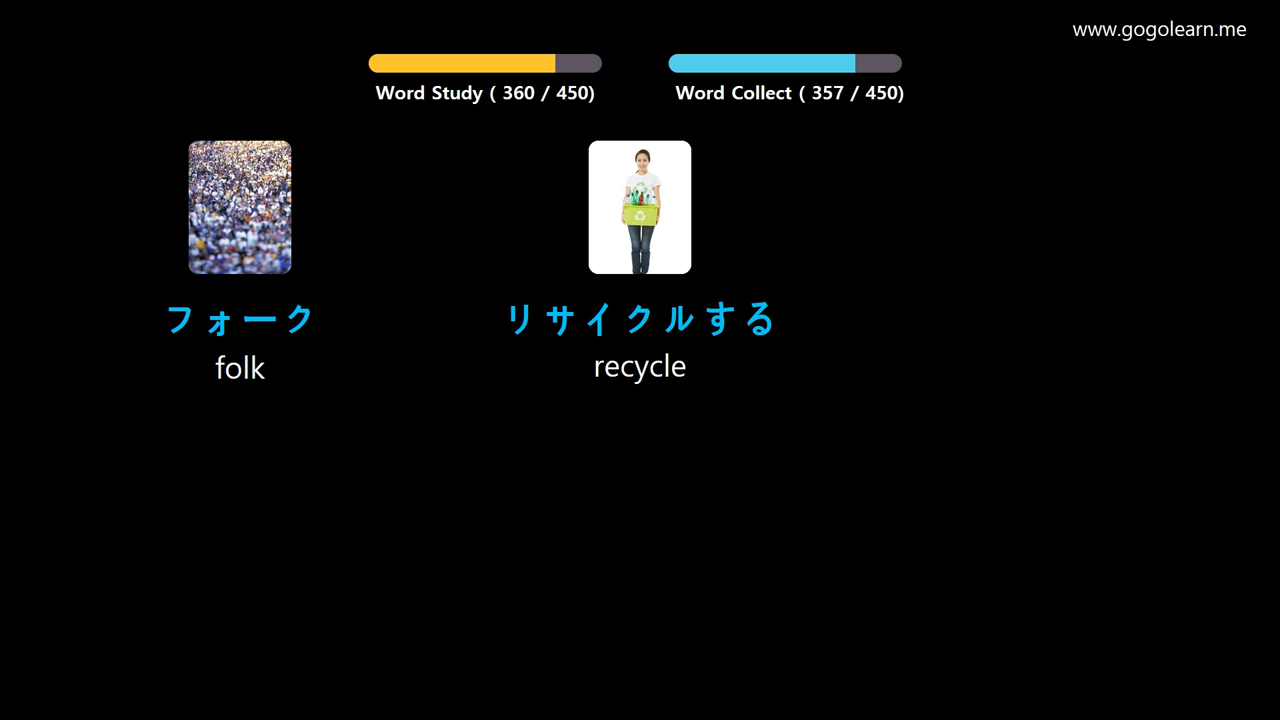 www.gogolearn.me
Word Study ( 360 / 450)
Word Collect ( 357 / 450)
フォーク
folk
リサイクルする
recycle